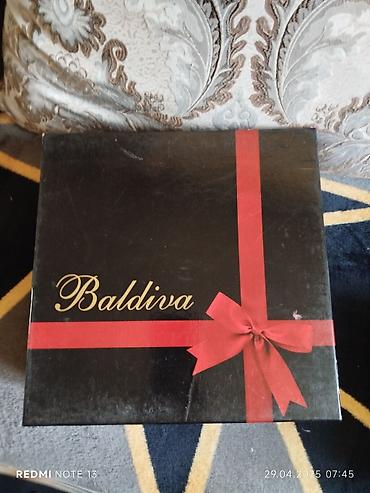 Baldiva
REDMI NOTE 13
29.04.2025 07:45